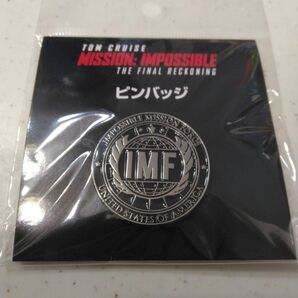 TOM CRUISE
MISSION: IMPOSSIBLE
THE FINAL RECKONING
ピンバッジ
IMPOSSIBLE MISSION FORCE
IMF
UNITED STATES OF AMERICA